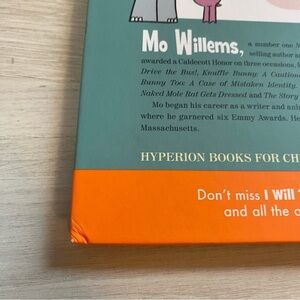 Mo Willems, a number one
selling author a
awarded a Caldecott Honor on three occasions,
Drive the Bus!, Knuffle Bunny: A Caution
Bunny Too: A Case of Mistaken Identity.
Naked Mole Rat Gets Dressed and The Story
Mo began his career as a writer and ani
where he garnered six Emmy Awards. He
Massachusetts.
HYPERION BOOKS FOR CH
Don't miss I Will
and all the a